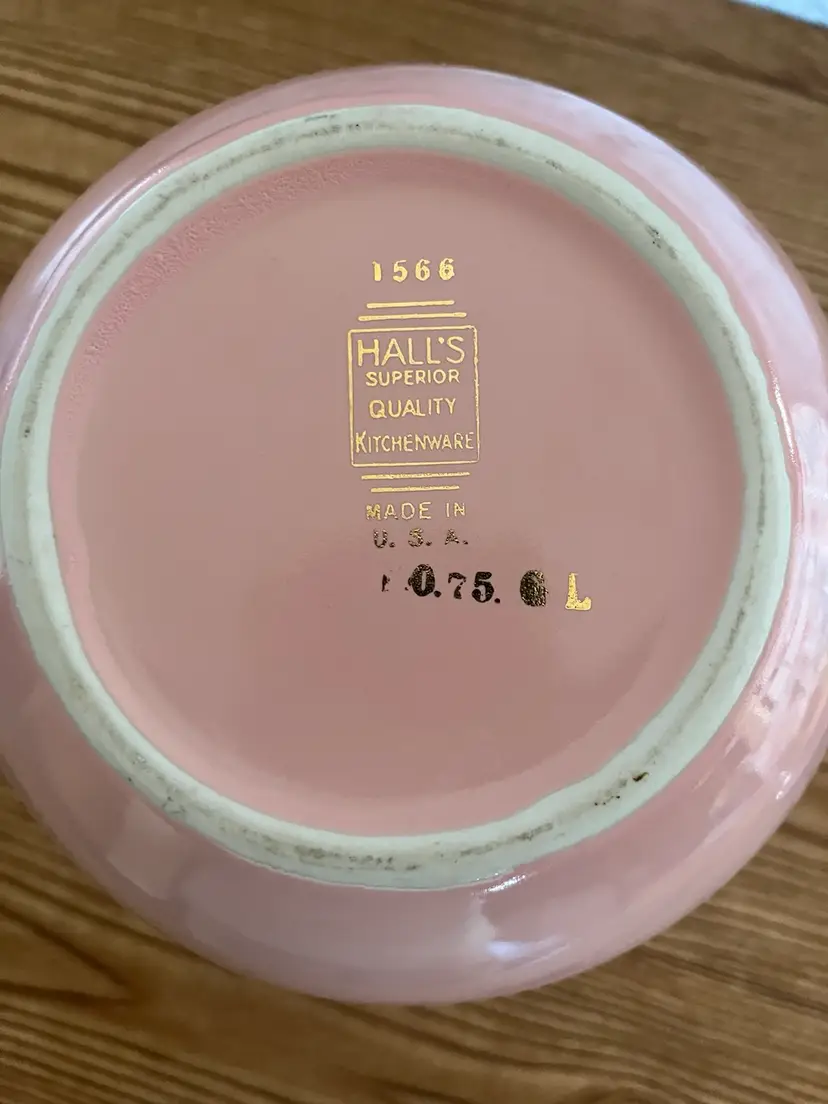 1566
HALL'S
SUPERIOR
QUALITY
KITCHENWARE
MADE IN
U. S. A.
0.75. 6 L